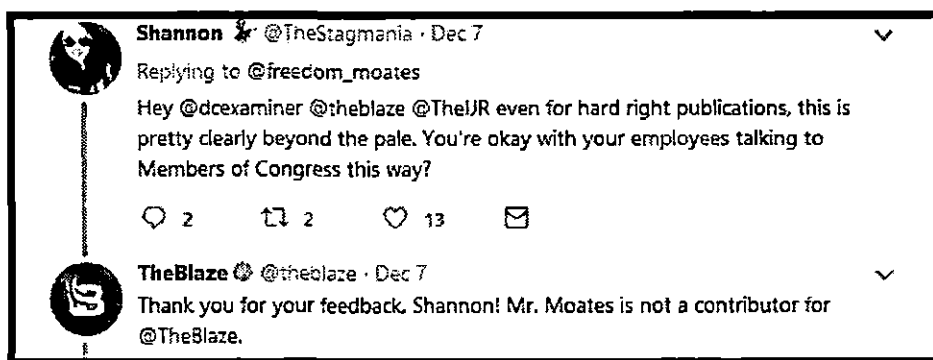 Shannon @TheStagmania · Dec 7
Replying to @freedom_moates
Hey @dcexaminer @theblaze @TheIJR even for hard right publications, this is
pretty clearly beyond the pale. You're okay with your employees talking to
Members of Congress this way?
2 2 13
TheBlaze @theblaze · Dec 7
Thank you for your feedback, Shannon! Mr. Moates is not a contributor for
@TheBlaze.